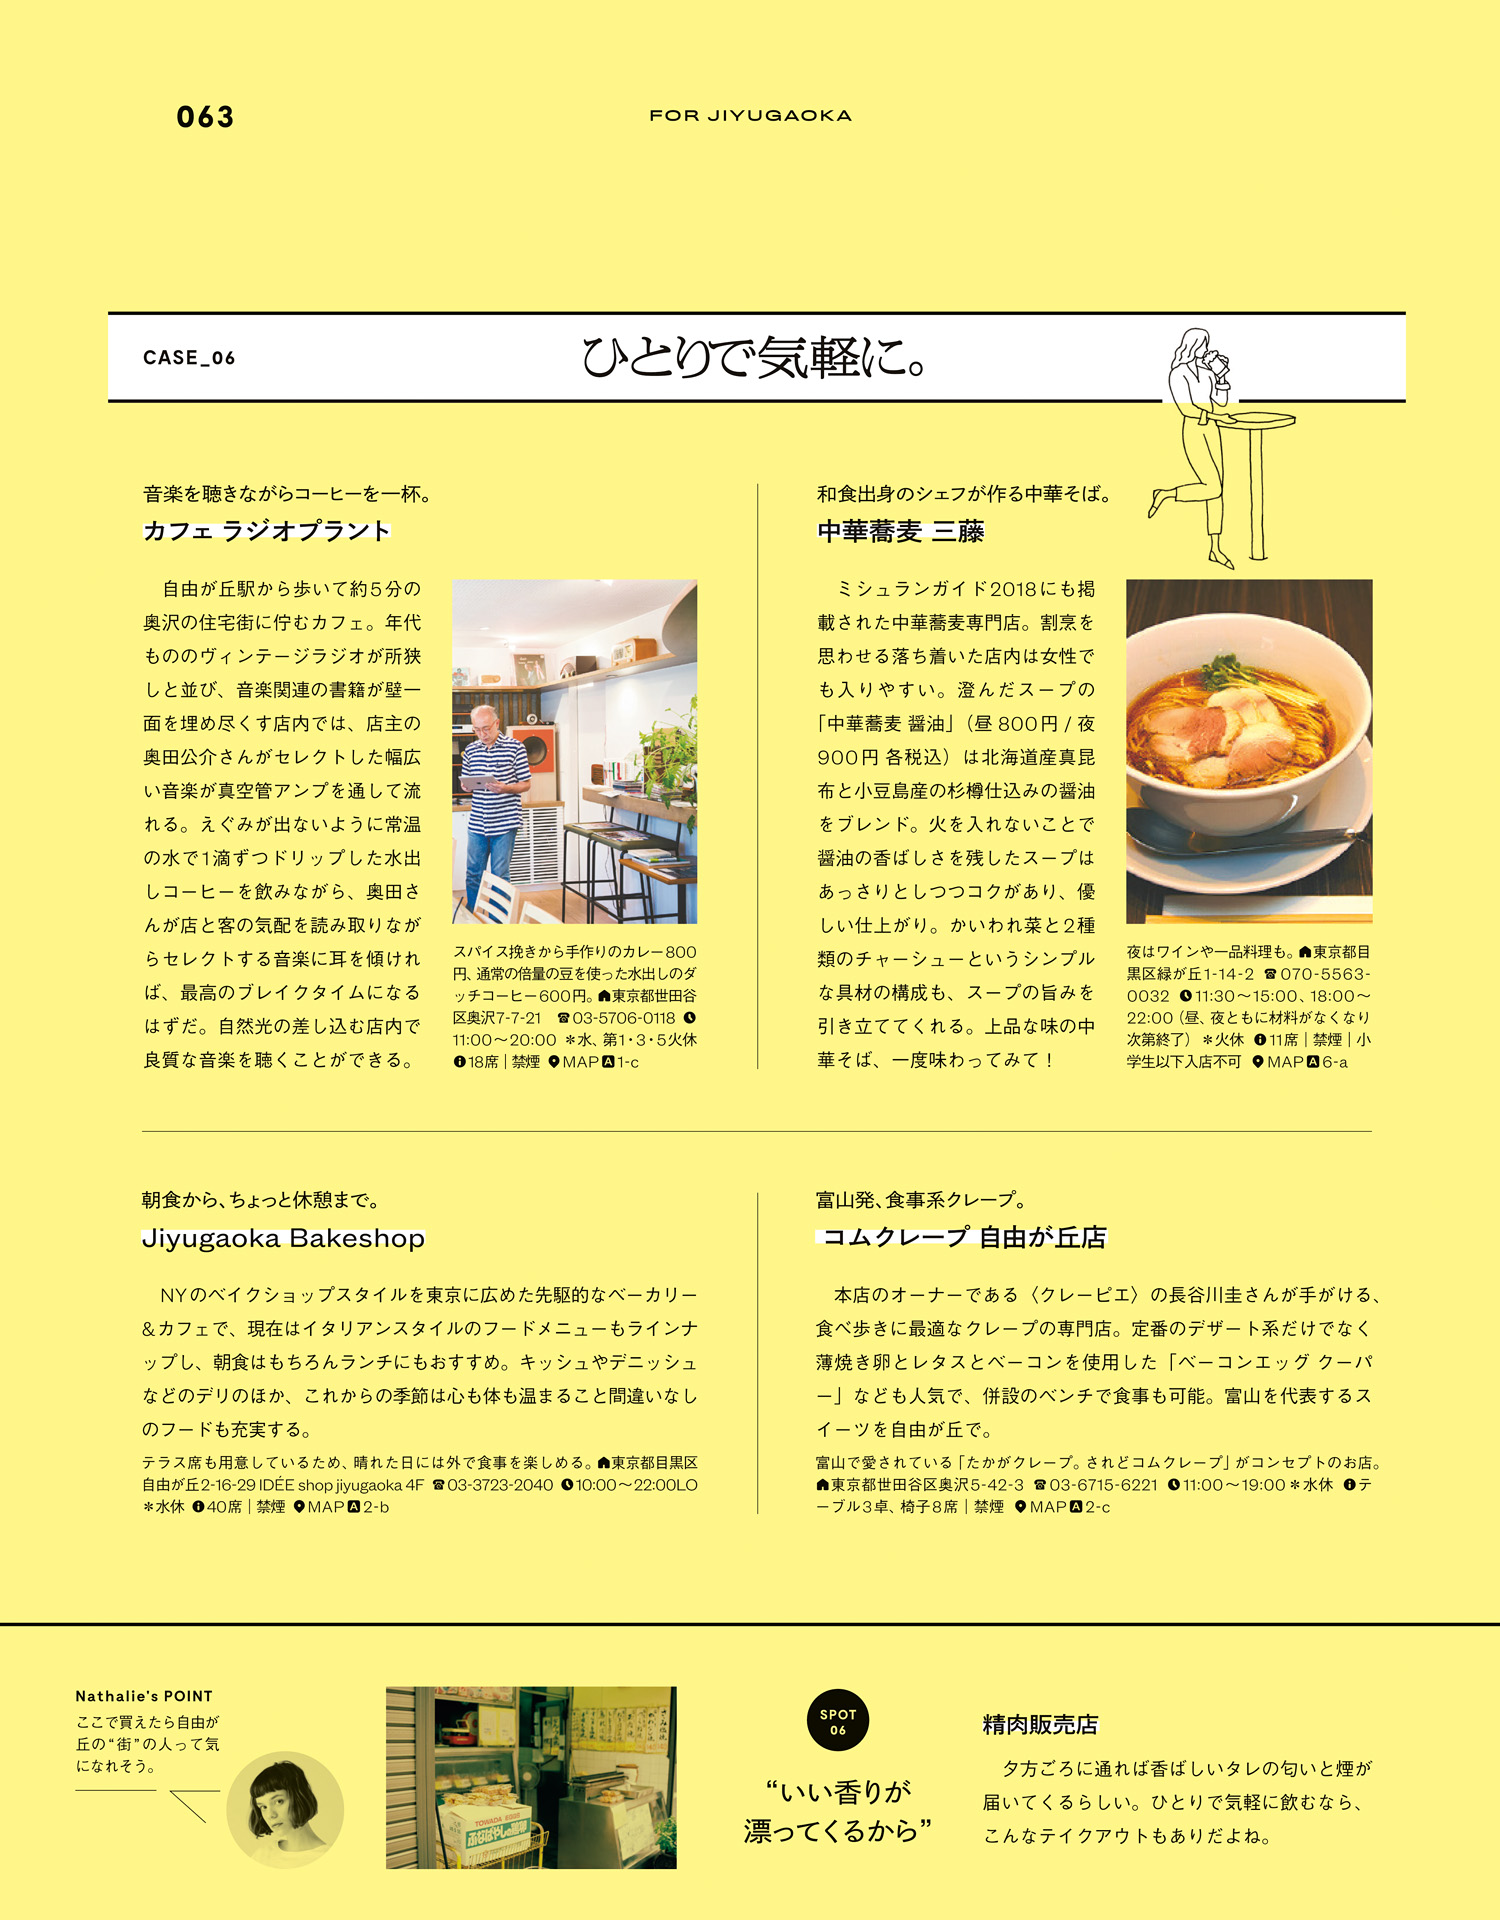 063
FOR JIYUGAOKA
CASE_06
ひとりで気軽に。
音楽を聴きながらコーヒーを一杯。
カフェ ラジオプラント
自由が丘駅から歩いて約5分の
奥沢の住宅街に佇むカフェ。年代
もののヴィンテージラジオが所狭
しと並び、音楽関連の書籍が壁一
面を埋め尽くす店内では、店主の
奥田公介さんがセレクトした幅広
い音楽が真空管アンプを通して流
れる。えぐみが出ないように常温
の水で1滴ずつドリップした水出
しコーヒーを飲みながら、奥田さ
んが店と客の気配を読み取りなが
らセレクトする音楽に耳を傾けれ
ば、最高のブレイクタイムになる
はずだ。自然光の差し込む店内で
良質な音楽を聴くことができる。
スパイス挽きから手作りのカレー800
円、通常の倍量の豆を使った水出しのダ
ッチコーヒー600円。東京都世田谷
区奥沢7-7-21 ☎03-5706-0118
11:00〜20:00 ＊水、第1・3・5火休
18席｜禁煙 MAP A 1-c
和食出身のシェフが作る中華そば。
中華蕎麦 三藤
ミシュランガイド2018にも掲
載された中華蕎麦専門店。割烹を
思わせる落ち着いた店内は女性で
も入りやすい。澄んだスープの
「中華蕎麦 醤油」（昼 800円 / 夜
900円 各税込）は北海道産真昆
布と小豆島産の杉樽仕込みの醤油
をブレンド。火を入れないことで
醤油の香ばしさを残したスープは
あっさりとしつつコクがあり、優
しい仕上がり。かいわれ菜と2種
類のチャーシューというシンプル
な具材の構成も、スープの旨みを
引き立ててくれる。上品な味の中
華そば、一度味わってみて！
夜はワインや一品料理も。東京都目
黒区緑が丘1-14-2 ☎070-5563-
0032 11:30〜15:00、18:00〜
22:00（昼、夜ともに材料がなくなり
次第終了）＊火休 11席｜禁煙｜小
学生以下入店不可 MAP A 6-a
朝食から、ちょっと休憩まで。
Jiyugaoka Bakeshop
NYのベイクショップスタイルを東京に広めた先駆的なベーカリー
&カフェで、現在はイタリアンスタイルのフードメニューもラインナ
ップし、朝食はもちろんランチにもおすすめ。キッシュやデニッシュ
などのデリのほか、これからの季節は心も体も温まること間違いなし
のフードも充実する。
テラス席も用意しているため、晴れた日には外で食事を楽しめる。東京都目黒区
自由が丘2-16-29 IDÉE shop jiyugaoka 4F ☎03-3723-2040 10:00〜22:00LO
＊水休 40席｜禁煙 MAP A 2-b
富山発、食事系クレープ。
コムクレープ 自由が丘店
本店のオーナーである〈クレーピエ〉の長谷川圭さんが手がける、
食べ歩きに最適なクレープの専門店。定番のデザート系だけでなく
薄焼き卵とレタスとベーコンを使用した「ベーコンエッグ クーパ
ー」なども人気で、併設のベンチで食事も可能。富山を代表するス
イーツを自由が丘で。
富山で愛されている「たかがクレープ。されどコムクレープ」がコンセプトのお店。
東京都世田谷区奥沢5-42-3 ☎03-6715-6221 11:00〜19:00＊水休 テ
ーブル3卓、椅子8席｜禁煙 MAP A 2-c
Nathalie's POINT
ここで買えたら自由が
丘の“街”の人って気
になれそう。
TOWADA
SPOT
06
“いい香りが
漂ってくるから”
精肉販売店
夕方ごろに通れば香ばしいタレの匂いと煙が
届いてくるらしい。ひとりで気軽に飲むなら、
こんなテイクアウトもありだよね。